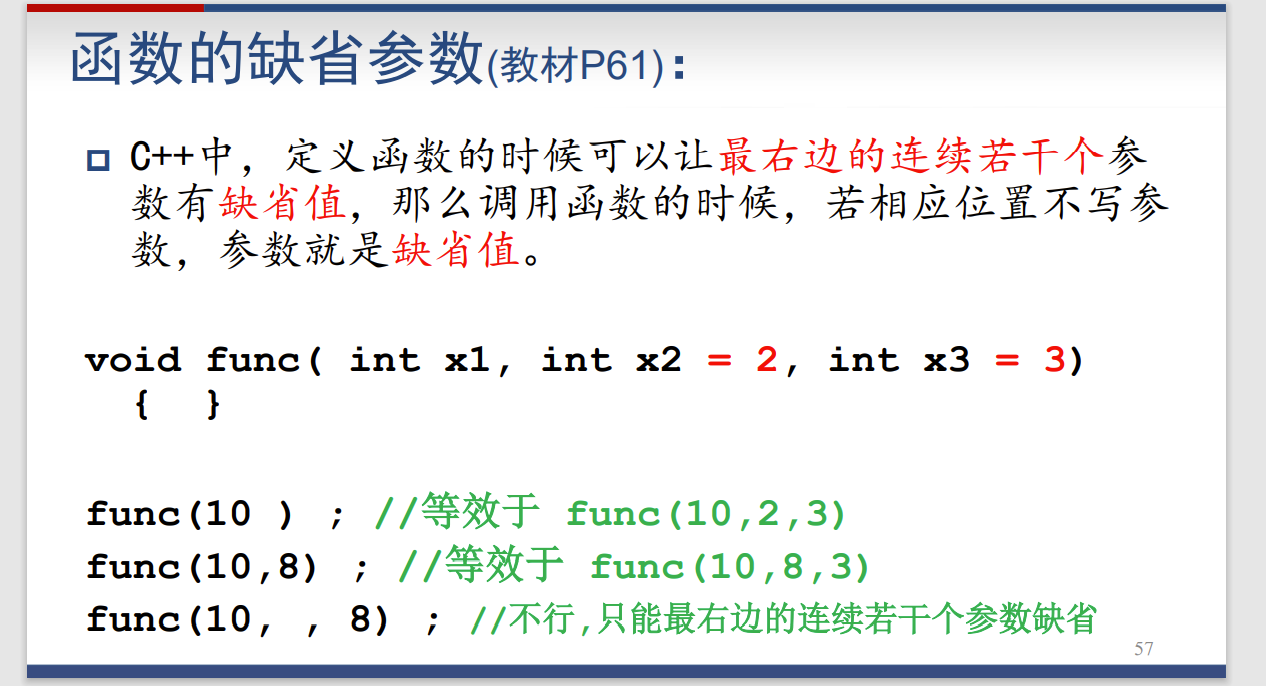 函数的缺省参数(教材P61)：
C++中，定义函数的时候可以让最右边的连续若干个参
数有缺省值，那么调用函数的时候，若相应位置不写参
数，参数就是缺省值。
void func( int x1, int x2 = 2, int x3 = 3)
{ }
func(10 ) ; //等效于 func(10,2,3)
func(10,8) ; //等效于 func(10,8,3)
func(10, , 8) ; //不行,只能最右边的连续若干个参数缺省
57